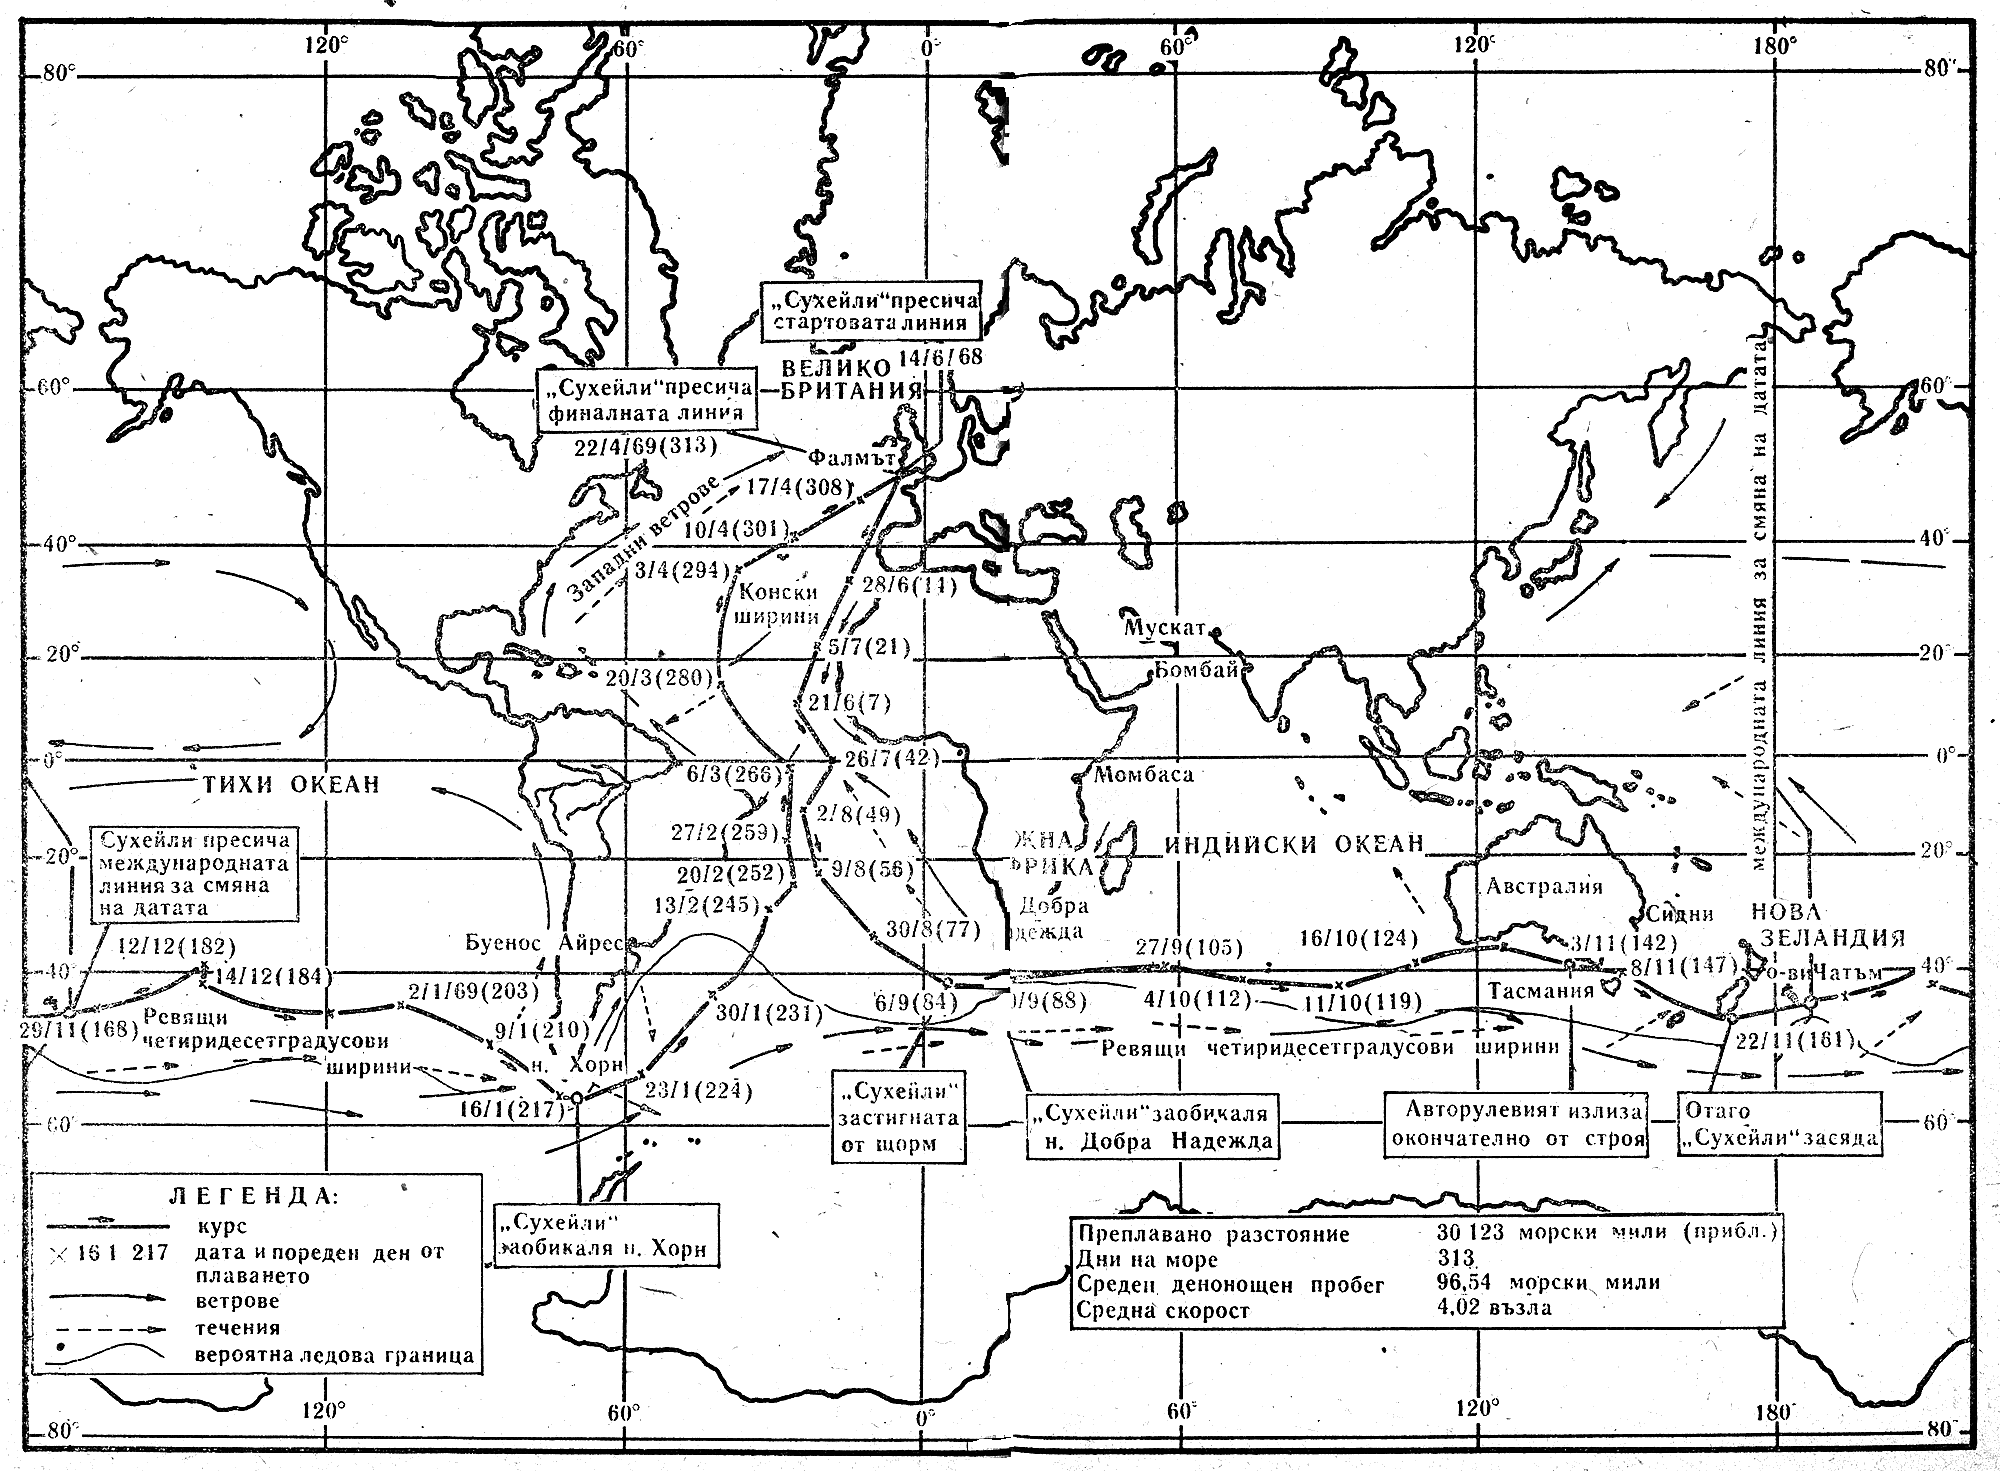 120° 60° 0° 60° 120° 180°
80° 80°
„Сухейли“ пресича
стартовата линия
14/6/68
ВЕЛИКО
БРИТАНИЯ
60° 60°
„Сухейли“ пресича
финалната линия
22/4/69(313)
Фалмът
17/4(308)
Западни ветрове
10/4(301)
40° 40°
3/4(294)
28/6(14)
Конски
ширини
международната линия за смяна на датата
Мускат
5/7(21)
20° 20°
Бомбай
20/3(280)
21/6(7)
0° 0°
26/7(42)
6/3(266)
Момбаса
ТИХИ ОКЕАН
2/8(49)
27/2(259)
Сухейли пресича
международната
линия за смяна
на датата
ЖНА
ФРИКА
ИНДИЙСКИ ОКЕАН
20° 20°
20/2(252)
9/8(56)
Австралия
13/2(245)
Добра
дежда
Сидни
НОВА
ЗЕЛАНДИЯ
30/8(77)
Буенос Айрес
12/12(182)
27/9(105)
16/10(124)
3/11(142)
14/12(184)
8/11(147)
о-ви Чатъм
40° 40°
2/1/69(203)
6/9(84)
0/9(88)
4/10(112)
11/10(119)
Тасмания
29/11(168)
Ревящи
четиридесетградусови
ширини
9/1(210)
30/1(231)
22/11(161)
Ревящи четиридесетградусови ширини
н. Хорн
23/1(224)
16/1(217)
60° 60°
„Сухейли“
застигната
от щорм
„Сухейли“ заобикаля
н. Добра Надежда
Авторулевият излиза
окончателно от строя
Отаго
„Сухейли“ засяда
„Сухейли“
заобикаля н. Хорн
ЛЕГЕНДА:
курс
16 1 217 дата и пореден ден от
плаването
ветрове
течения
вероятна ледова граница
Преплавано разстояние 30 123 морски мили (прибл.)
Дни на море 313
Среден денонощен пробег 96,54 морски мили
Средна скорост 4,02 възла
120° 60° 0° 60° 120° 180°
80° 80°